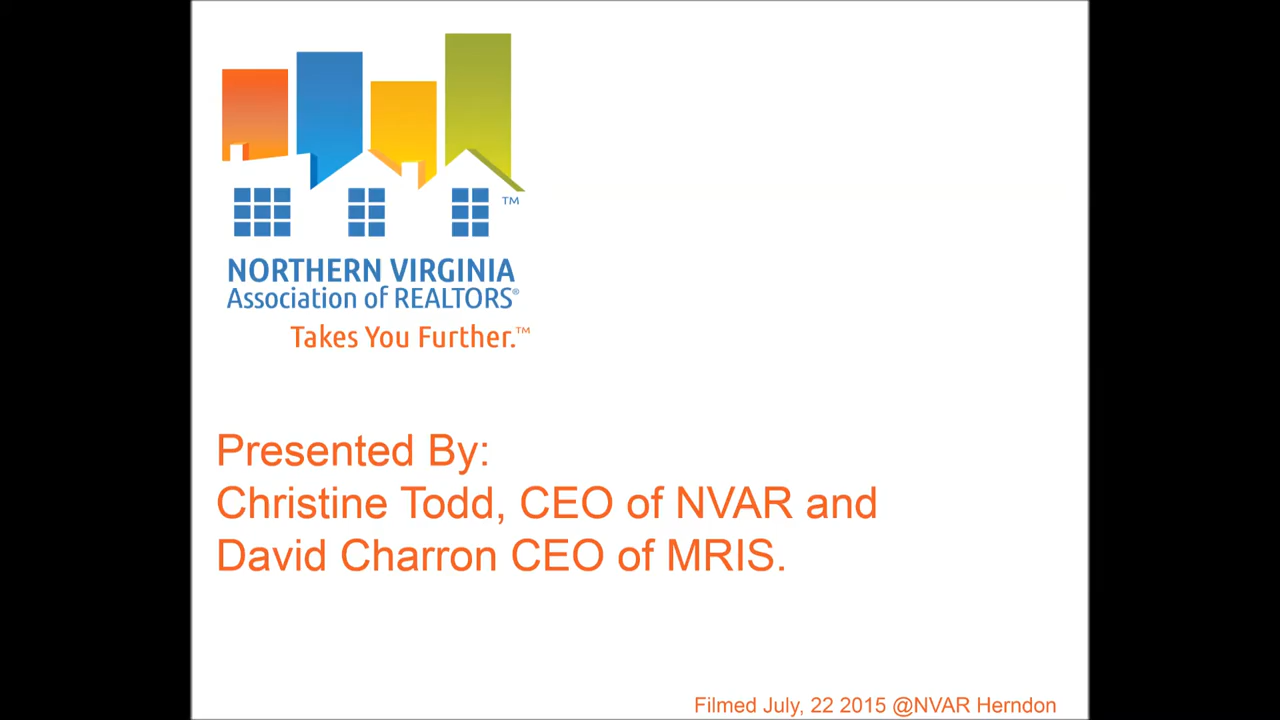 ™
NORTHERN VIRGINIA
Association of REALTORS®
Takes You Further.™
Presented By:
Christine Todd, CEO of NVAR and
David Charron CEO of MRIS.
Filmed July, 22 2015 @NVAR Herndon